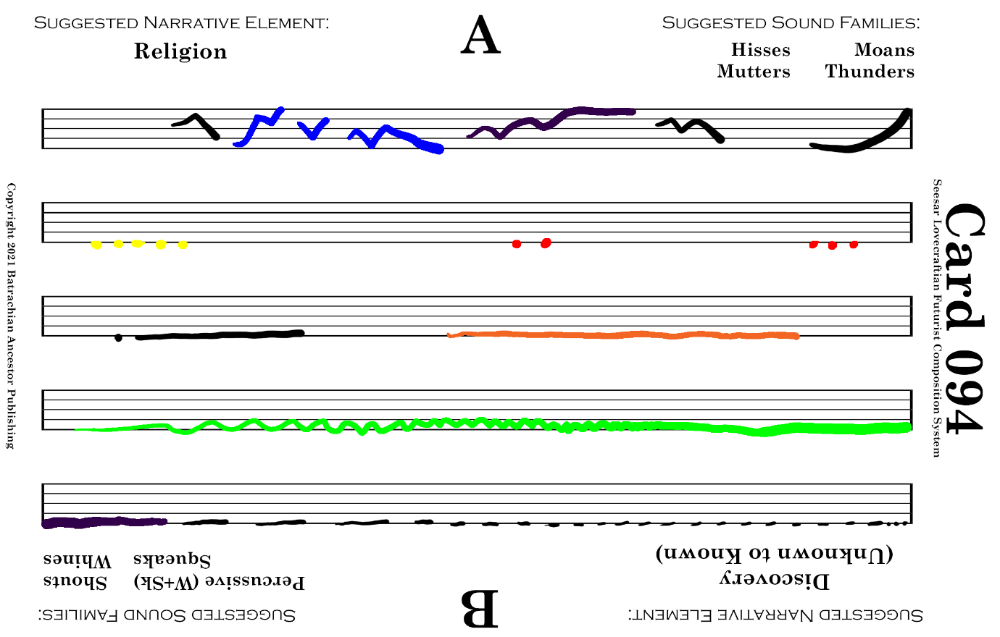 SUGGESTED NARRATIVE ELEMENT:
Religion
A
SUGGESTED SOUND FAMILIES:
Hisses Moans
Mutters Thunders
Copyright 2021 Batrachian Ancestor Publishing
Card 094
Seesar Lovecraftian Futurist Composition System
SUGGESTED NARRATIVE ELEMENT:
Discovery
(Unknown to Known)
B
SUGGESTED SOUND FAMILIES:
Percussive (W+Sk) Shouts
Squeaks Whines